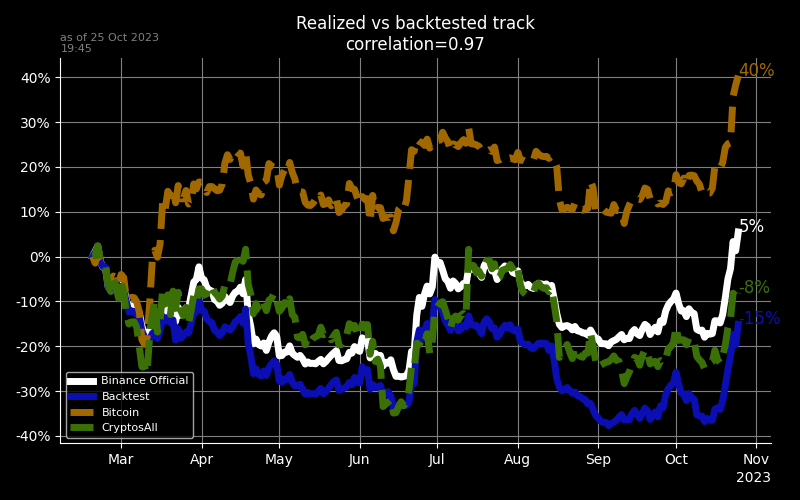 Realized vs backtested track
correlation=0.97
as of 25 Oct 2023
19:45
40%
30%
20%
10%
0%
-10%
-20%
-30%
-40%
40%
5%
-8%
-15%
Binance Official
Backtest
Bitcoin
CryptosAll
Mar Apr May Jun Jul Aug Sep Oct Nov
2023